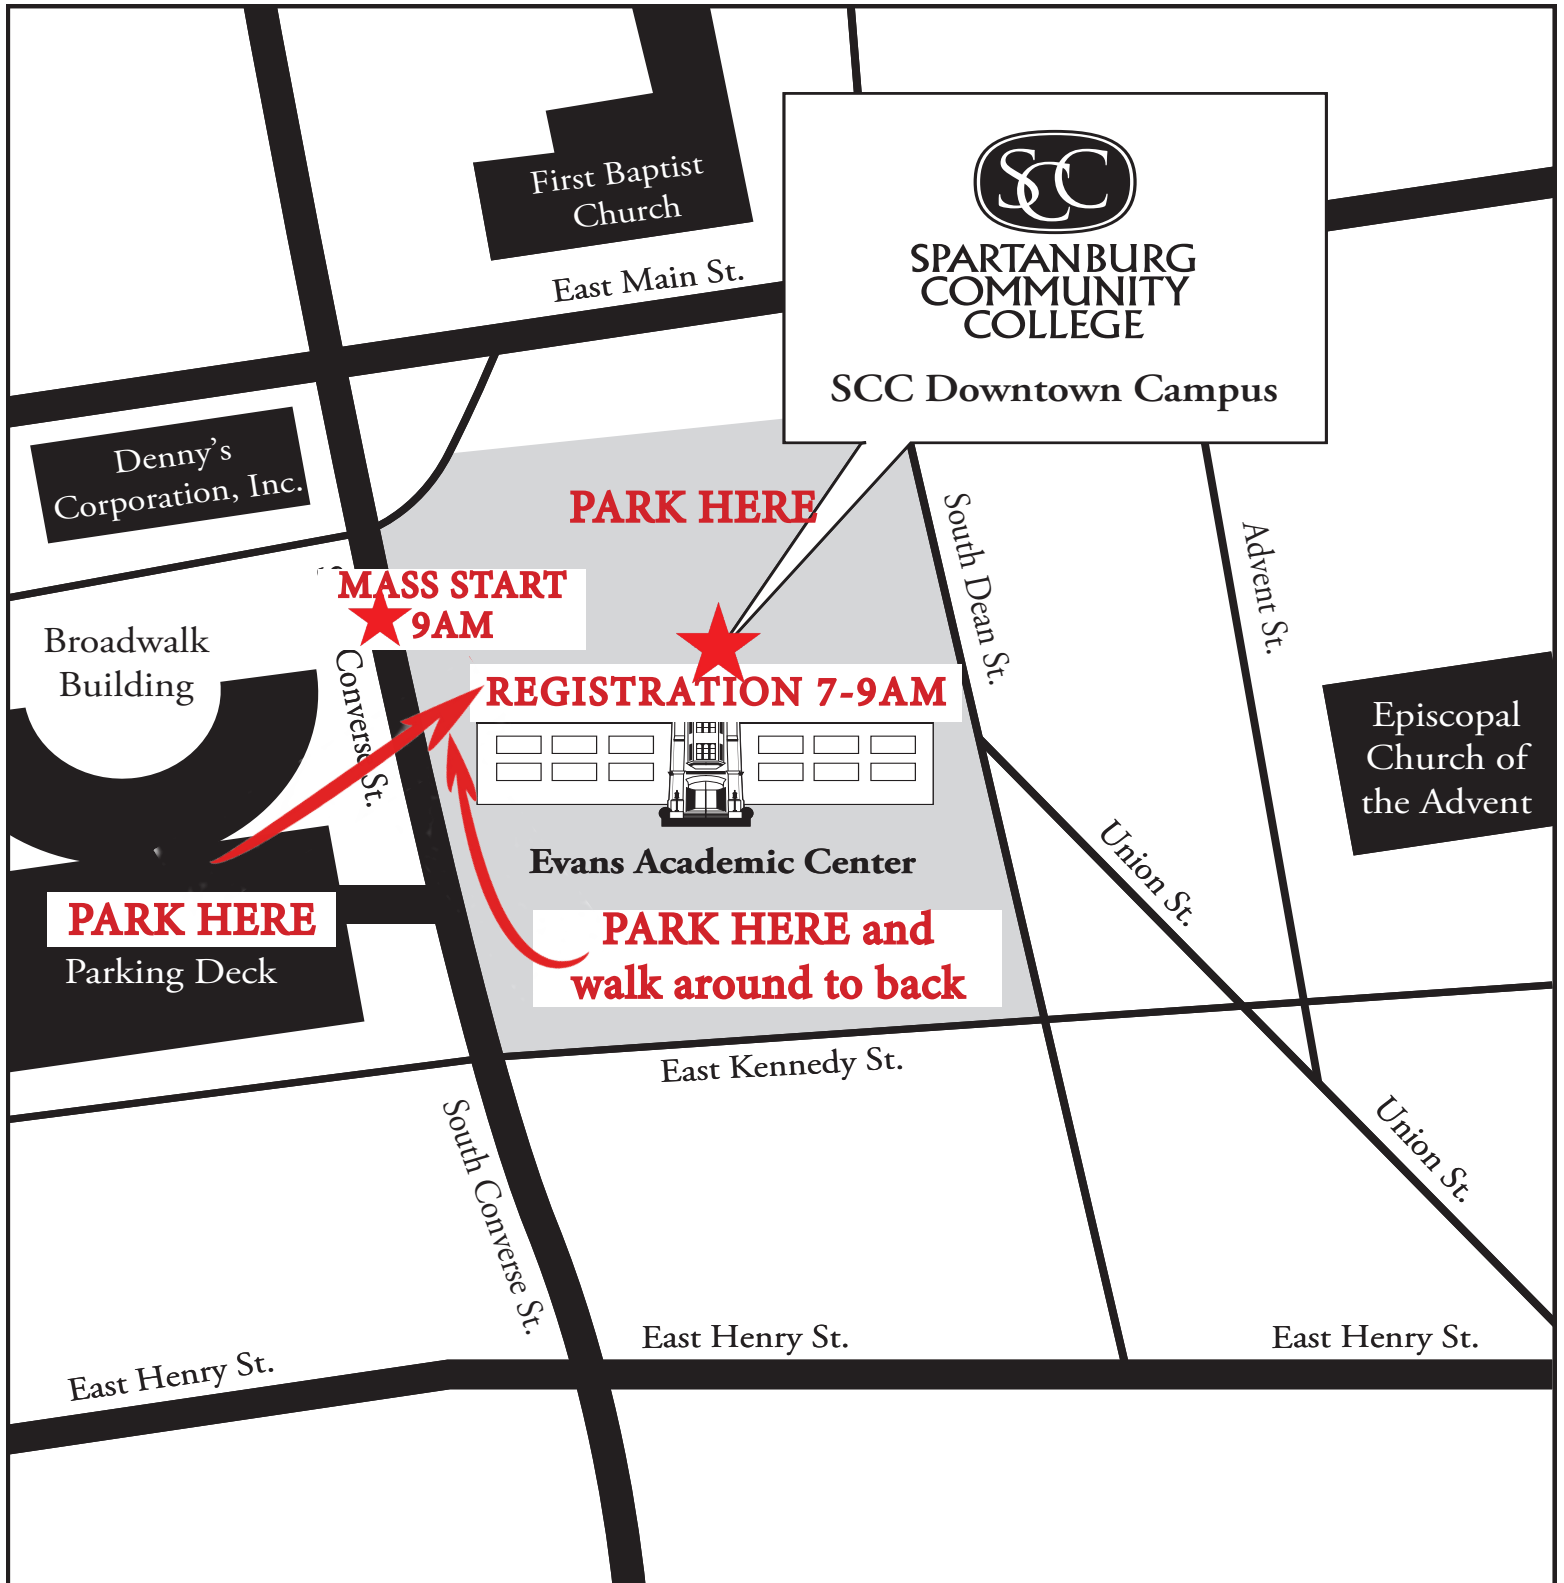 First Baptist
Church
East Main St.
SCC
SPARTANBURG
COMMUNITY
COLLEGE
SCC Downtown Campus
Denny's
Corporation, Inc.
PARK HERE
South Dean St.
Advent St.
MASS START
9AM
Broadwalk
Building
Converse St.
REGISTRATION 7-9AM
Episcopal
Church of
the Advent
Evans Academic Center
Union St.
PARK HERE
Parking Deck
PARK HERE and
walk around to back
East Kennedy St.
South Converse St.
Union St.
East Henry St.
East Henry St.
East Henry St.